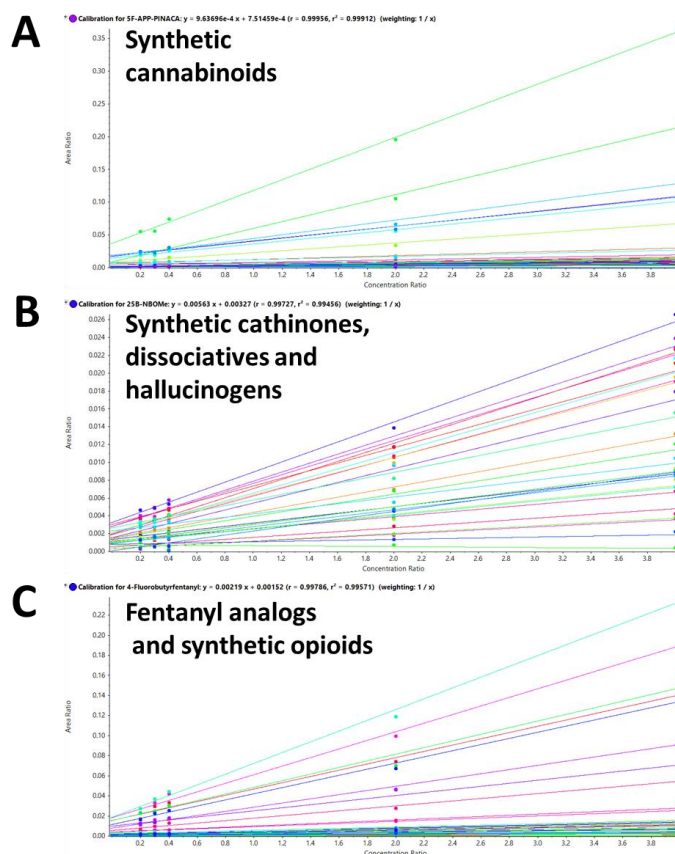 A
* Calibration for 5F-APP-PINACA: y = 9.63696e-4 x + 7.51459e-4 (r = 0.99956, r² = 0.99912) (weighting: 1 / x)
Synthetic
cannabinoids
0.35
0.30
0.25
0.20
0.15
0.10
0.05
0.00
Area Ratio
0.2 0.4 0.6 0.8 1.0 1.2 1.4 1.6 1.8 2.0 2.2 2.4 2.6 2.8 3.0 3.2 3.4 3.6 3.8
Concentration Ratio
B
* Calibration for 25B-NBOMe: y = 0.00563 x + 0.00327 (r = 0.99727, r² = 0.99456) (weighting: 1 / x)
Synthetic cathinones,
dissociatives and
hallucinogens
0.026
0.024
0.022
0.020
0.018
0.016
0.014
0.012
0.010
0.008
0.006
0.004
0.002
0.000
Area Ratio
0.2 0.4 0.6 0.8 1.0 1.2 1.4 1.6 1.8 2.0 2.2 2.4 2.6 2.8 3.0 3.2 3.4 3.6 3.8
Concentration Ratio
C
* Calibration for 4-Fluorobutyrfentanyl: y = 0.00219 x + 0.00152 (r = 0.99786, r² = 0.99571) (weighting: 1 / x)
Fentanyl analogs
and synthetic opioids
0.22
0.20
0.18
0.16
0.14
0.12
0.10
0.08
0.06
0.04
0.02
0.00
Area Ratio
0.2 0.4 0.6 0.8 1.0 1.2 1.4 1.6 1.8 2.0 2.2 2.4 2.6 2.8 3.0 3.2 3.4 3.6 3.8
Concentration Ratio